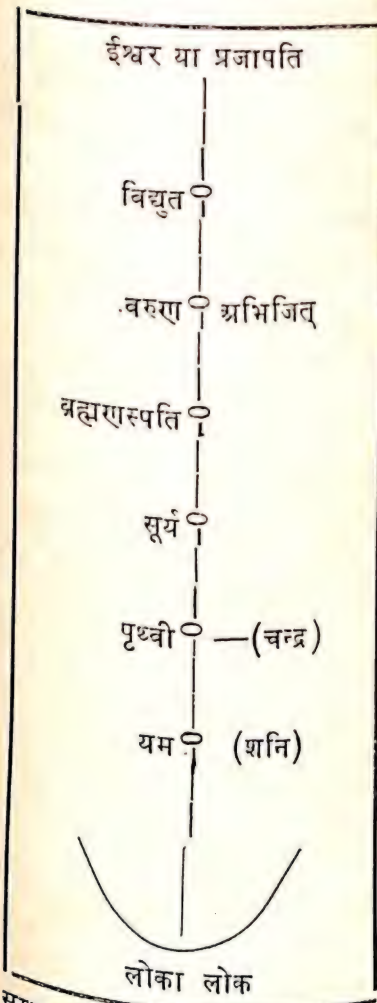 ईश्वर या प्रजापति
विद्युत
वरुण अभिजित्
ब्रह्मणस्पति
सूर्य
पृथ्वी (चन्द्र)
यम (शनि)
लोका लोक